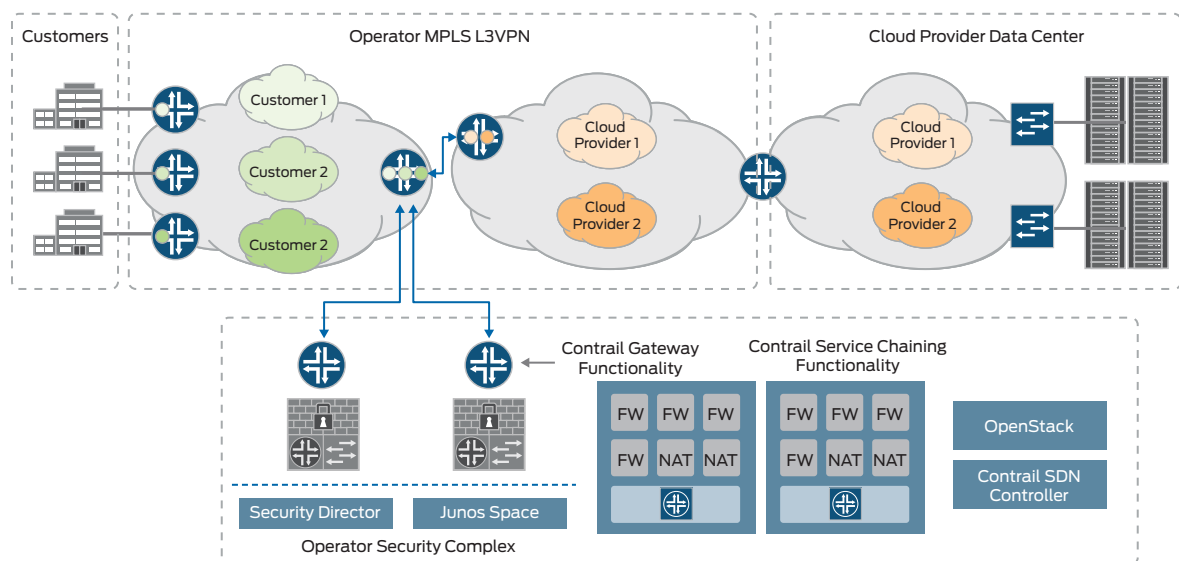 Customers
Operator MPLS L3VPN
Cloud Provider Data Center
Customer 1
Customer 2
Customer 2
Cloud
Provider 1
Cloud
Provider 2
Cloud
Provider 1
Cloud
Provider 2
Contrail Gateway
Functionality
Contrail Service Chaining
Functionality
FW FW FW
FW NAT NAT
FW FW FW
FW NAT NAT
OpenStack
Contrail SDN
Controller
Security Director
Junos Space
Operator Security Complex